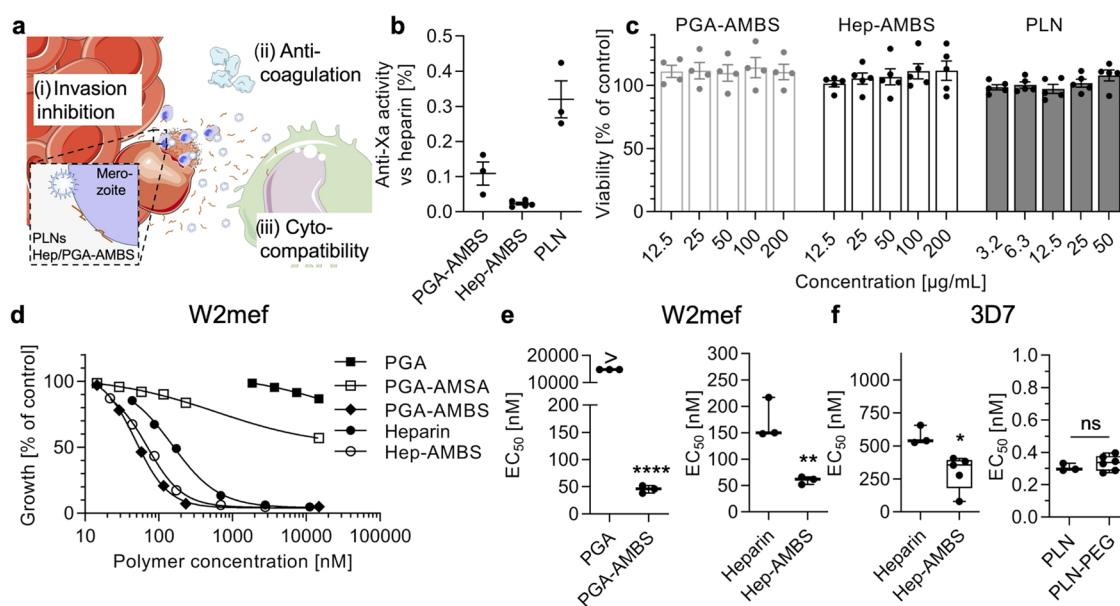 a
(i) Invasion
inhibition
(ii) Anti-
coagulation
(iii) Cyto-
compatibility
Mero-
zoite
PLNs
Hep/PGA-AMBS
b
Anti-Xa activity
vs heparin [%]
0.5
0.4
0.3
0.2
0.1
0.0
PGA-AMBS
Hep-AMBS
PLN
c
PGA-AMBS
Hep-AMBS
PLN
Viability [% of control]
100
50
0
12.5
25
50
100
200
12.5
25
50
100
200
3.2
6.3
12.5
25
50
Concentration [µg/mL]
d
W2mef
Growth [% of control]
100
50
0
10
100
1000
10000
100000
Polymer concentration [nM]
PGA
PGA-AMSA
PGA-AMBS
Heparin
Hep-AMBS
e
W2mef
EC50 [nM]
20000
10000
200
150
100
50
0
>
****
PGA
PGA-AMBS
EC50 [nM]
300
250
200
150
100
50
0
**
Heparin
Hep-AMBS
f
3D7
EC50 [nM]
1000
750
500
250
0
*
Heparin
Hep-AMBS
EC50 [nM]
1.0
0.8
0.6
0.4
0.2
0.0
ns
PLN
PLN-PEG